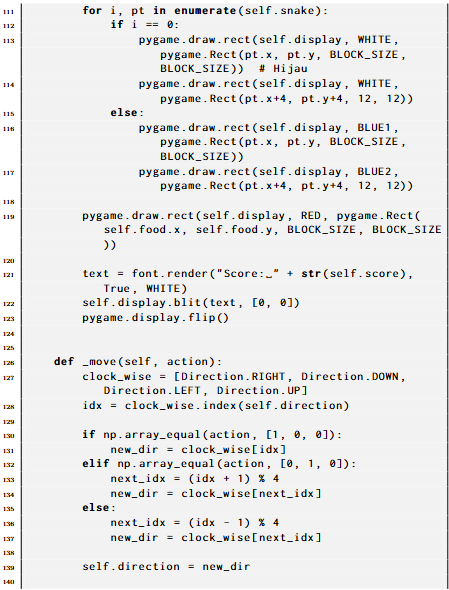 111 for i, pt in enumerate(self.snake):
112 if i == 0:
113 pygame.draw.rect(self.display, WHITE,
pygame.Rect(pt.x, pt.y, BLOCK_SIZE,
BLOCK_SIZE)) # Hijau
114 pygame.draw.rect(self.display, WHITE,
pygame.Rect(pt.x+4, pt.y+4, 12, 12))
115 else:
116 pygame.draw.rect(self.display, BLUE1,
pygame.Rect(pt.x, pt.y, BLOCK_SIZE,
BLOCK_SIZE))
117 pygame.draw.rect(self.display, BLUE2,
pygame.Rect(pt.x+4, pt.y+4, 12, 12))
118
119 pygame.draw.rect(self.display, RED, pygame.Rect(
self.food.x, self.food.y, BLOCK_SIZE, BLOCK_SIZE
))
120
121 text = font.render("Score:␣" + str(self.score),
True, WHITE)
122 self.display.blit(text, [0, 0])
123 pygame.display.flip()
124
125
126 def _move(self, action):
127 clock_wise = [Direction.RIGHT, Direction.DOWN,
Direction.LEFT, Direction.UP]
128 idx = clock_wise.index(self.direction)
129
130 if np.array_equal(action, [1, 0, 0]):
131 new_dir = clock_wise[idx]
132 elif np.array_equal(action, [0, 1, 0]):
133 next_idx = (idx + 1) % 4
134 new_dir = clock_wise[next_idx]
135 else:
136 next_idx = (idx - 1) % 4
137 new_dir = clock_wise[next_idx]
138
139 self.direction = new_dir
140